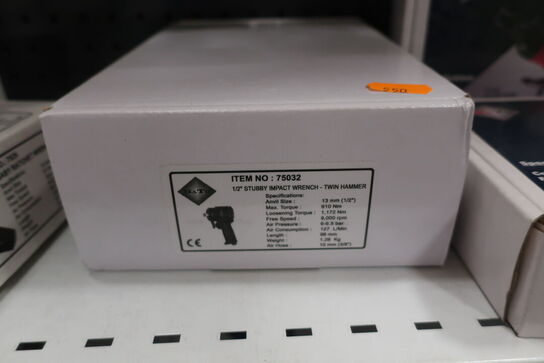 550
ITEM NO : 75032
1/2" STUBBY IMPACT WRENCH - TWIN HAMMER
Specifications:
Anvil Size : 13 mm (1/2")
Max. Torque : 610 Nm
Loosening Torque : 1,172 Nm
Free Speed : 9,000 rpm
Air Pressure : 6-6.9 bar
Air Consumption : 127 L/Min
Length : 98 mm
Weight : 1.28 Kg
Air Hose : 10 mm (3/8")
CE